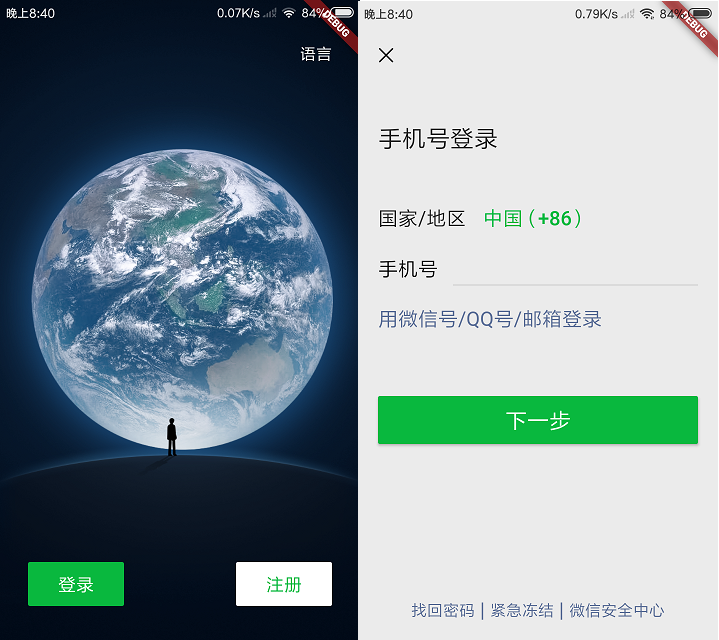 晚上8:40 0.07K/s 84%
DEBUG
语言
登录
注册
晚上8:40 0.79K/s 84%
DEBUG
手机号登录
国家/地区 中国（+86）
手机号
用微信号/QQ号/邮箱登录
下一步
找回密码 | 紧急冻结 | 微信安全中心